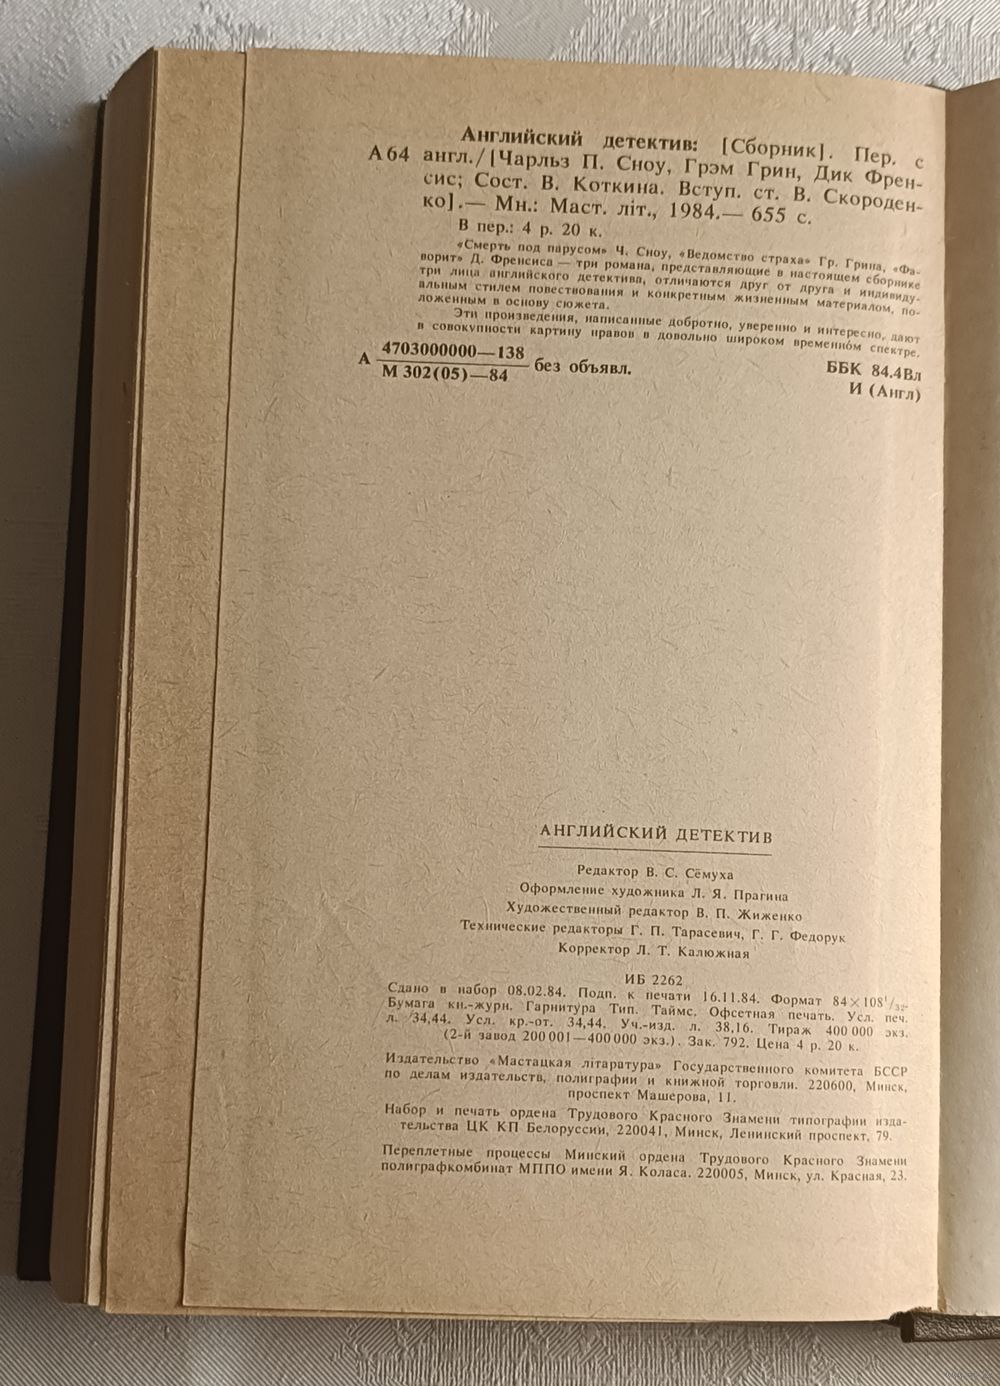 Английский детектив: [Сборник]. Пер. с
А 64 англ./[Чарльз П. Сноу, Грэм Грин, Дик Френ-
сис; Сост. В. Коткина. Вступ. ст. В. Скороден-
ко].— Мн.: Маст. літ., 1984.— 655 с.
В пер.: 4 р. 20 к.
«Смерть под парусом» Ч. Сноу, «Ведомство страха» Гр. Грина, «Фа-
ворит» Д. Френсиса — три романа, представляющие в настоящем сборнике
три лица английского детектива, отличаются друг от друга и индивиду-
альным стилем повествования и конкретным жизненным материалом, по-
ложенным в основу сюжета.
Эти произведения, написанные добротно, уверенно и интересно, дают
в совокупности картину нравов в довольно широком временном спектре.
4703000000—138
А без объявл.
М 302(05)—84
ББК 84.4Вл
И (Англ)
АНГЛИЙСКИЙ ДЕТЕКТИВ
Редактор В. С. Сёмуха
Оформление художника Л. Я. Прагина
Художественный редактор В. П. Жиженко
Технические редакторы Г. П. Тарасевич, Г. Г. Федорук
Корректор Л. Т. Калюжная
ИБ 2262
Сдано в набор 08.02.84. Подп. к печати 16.11.84. Формат 84×108¹/₃₂.
Бумага кн.-журн. Гарнитура Тип. Таймс. Офсетная печать. Усл. печ.
л. 34,44. Усл. кр.-от. 34,44. Уч.-изд. л. 38,16. Тираж 400 000 экз.
(2-й завод 200 001—400 000 экз.). Зак. 792. Цена 4 р. 20 к.
Издательство «Мастацкая літаратура» Государственного комитета БССР
по делам издательств, полиграфии и книжной торговли. 220600, Минск,
проспект Машерова, 11.
Набор и печать ордена Трудового Красного Знамени типографии изда-
тельства ЦК КП Белоруссии, 220041, Минск, Ленинский проспект, 79.
Переплетные процессы Минский ордена Трудового Красного Знамени
полиграфкомбинат МППО имени Я. Коласа. 220005, Минск, ул. Красная, 23.